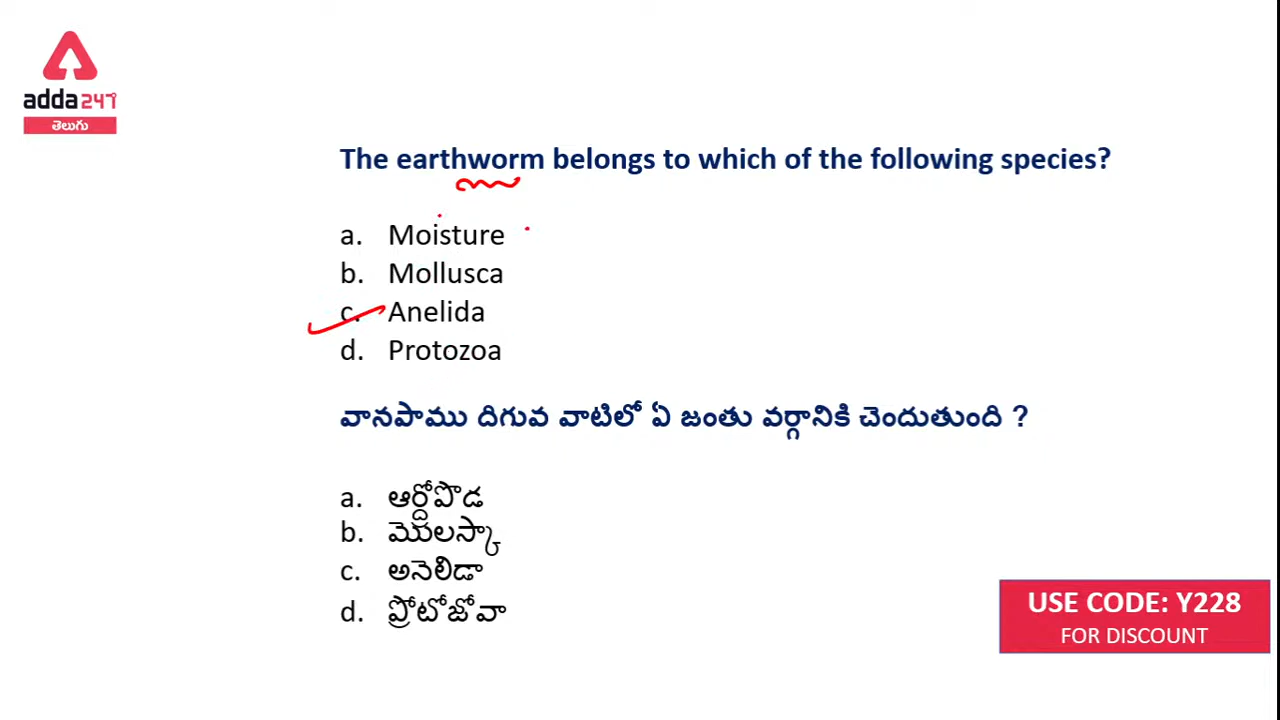 adda247
తెలుగు
The earthworm belongs to which of the following species?
a. Moisture
b. Mollusca
c. Anelida
d. Protozoa
వానపాము దిగువ వాటిలో ఏ జంతు వర్గానికి చెందుతుంది ?
a. ఆర్థోపొడ
b. మొలస్కా
c. అనెలిడా
d. ప్రోటోజోవా
USE CODE: Y228
FOR DISCOUNT